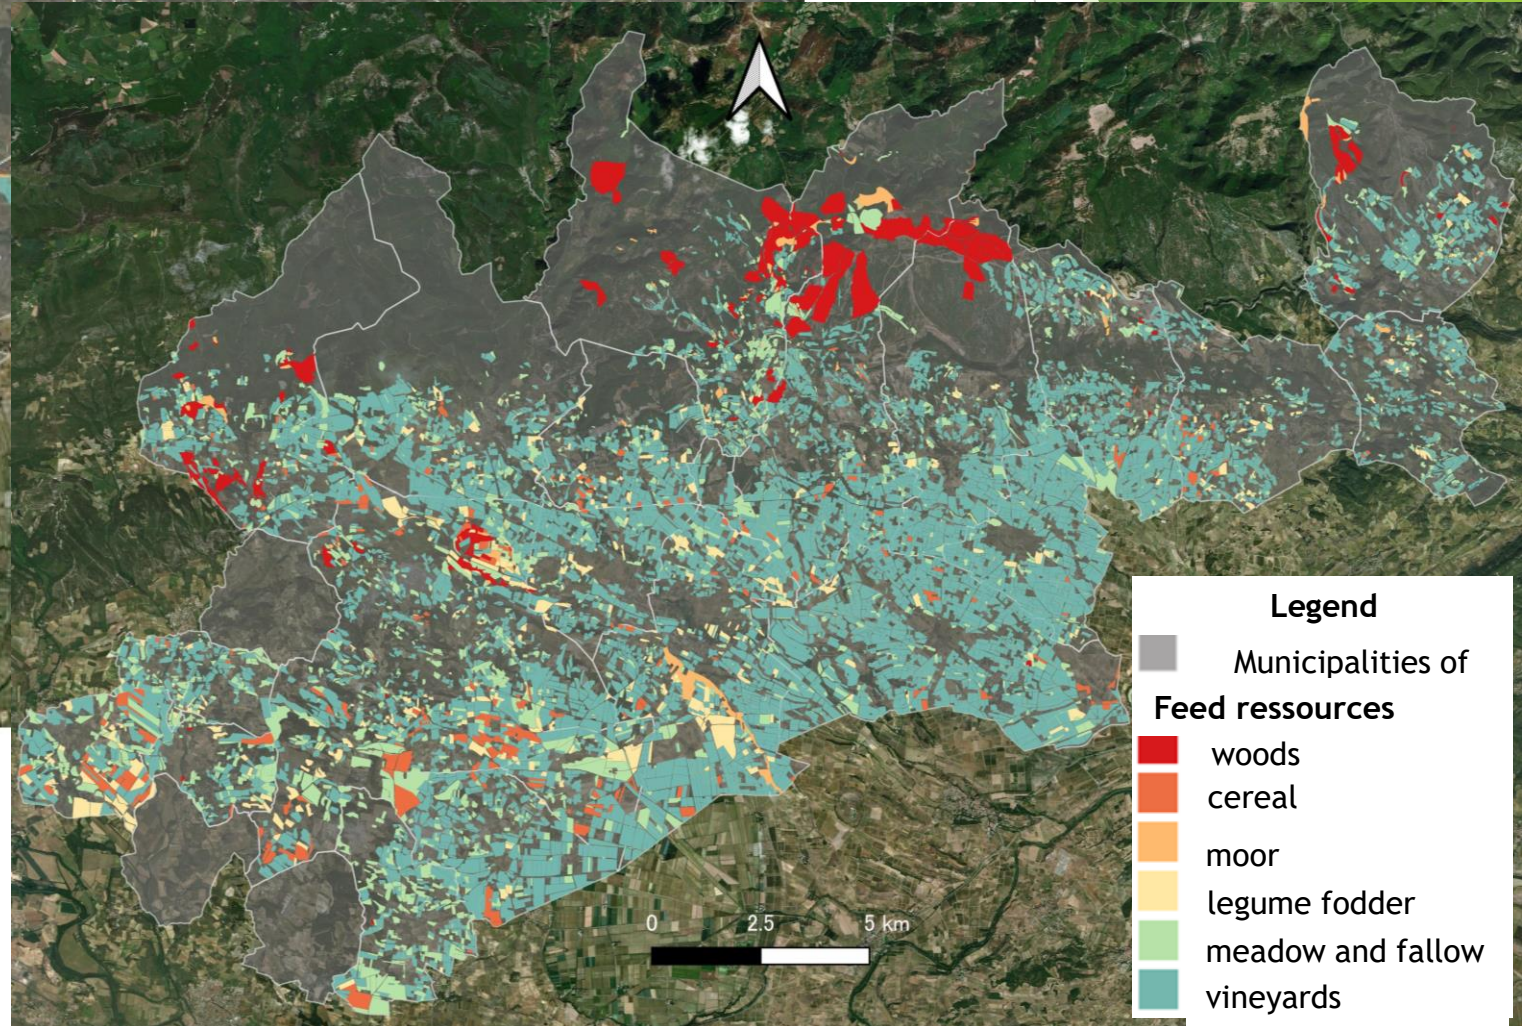 0 2.5 5 km
Legend
Municipalities of
Feed ressources
woods
cereal
moor
legume fodder
meadow and fallow
vineyards